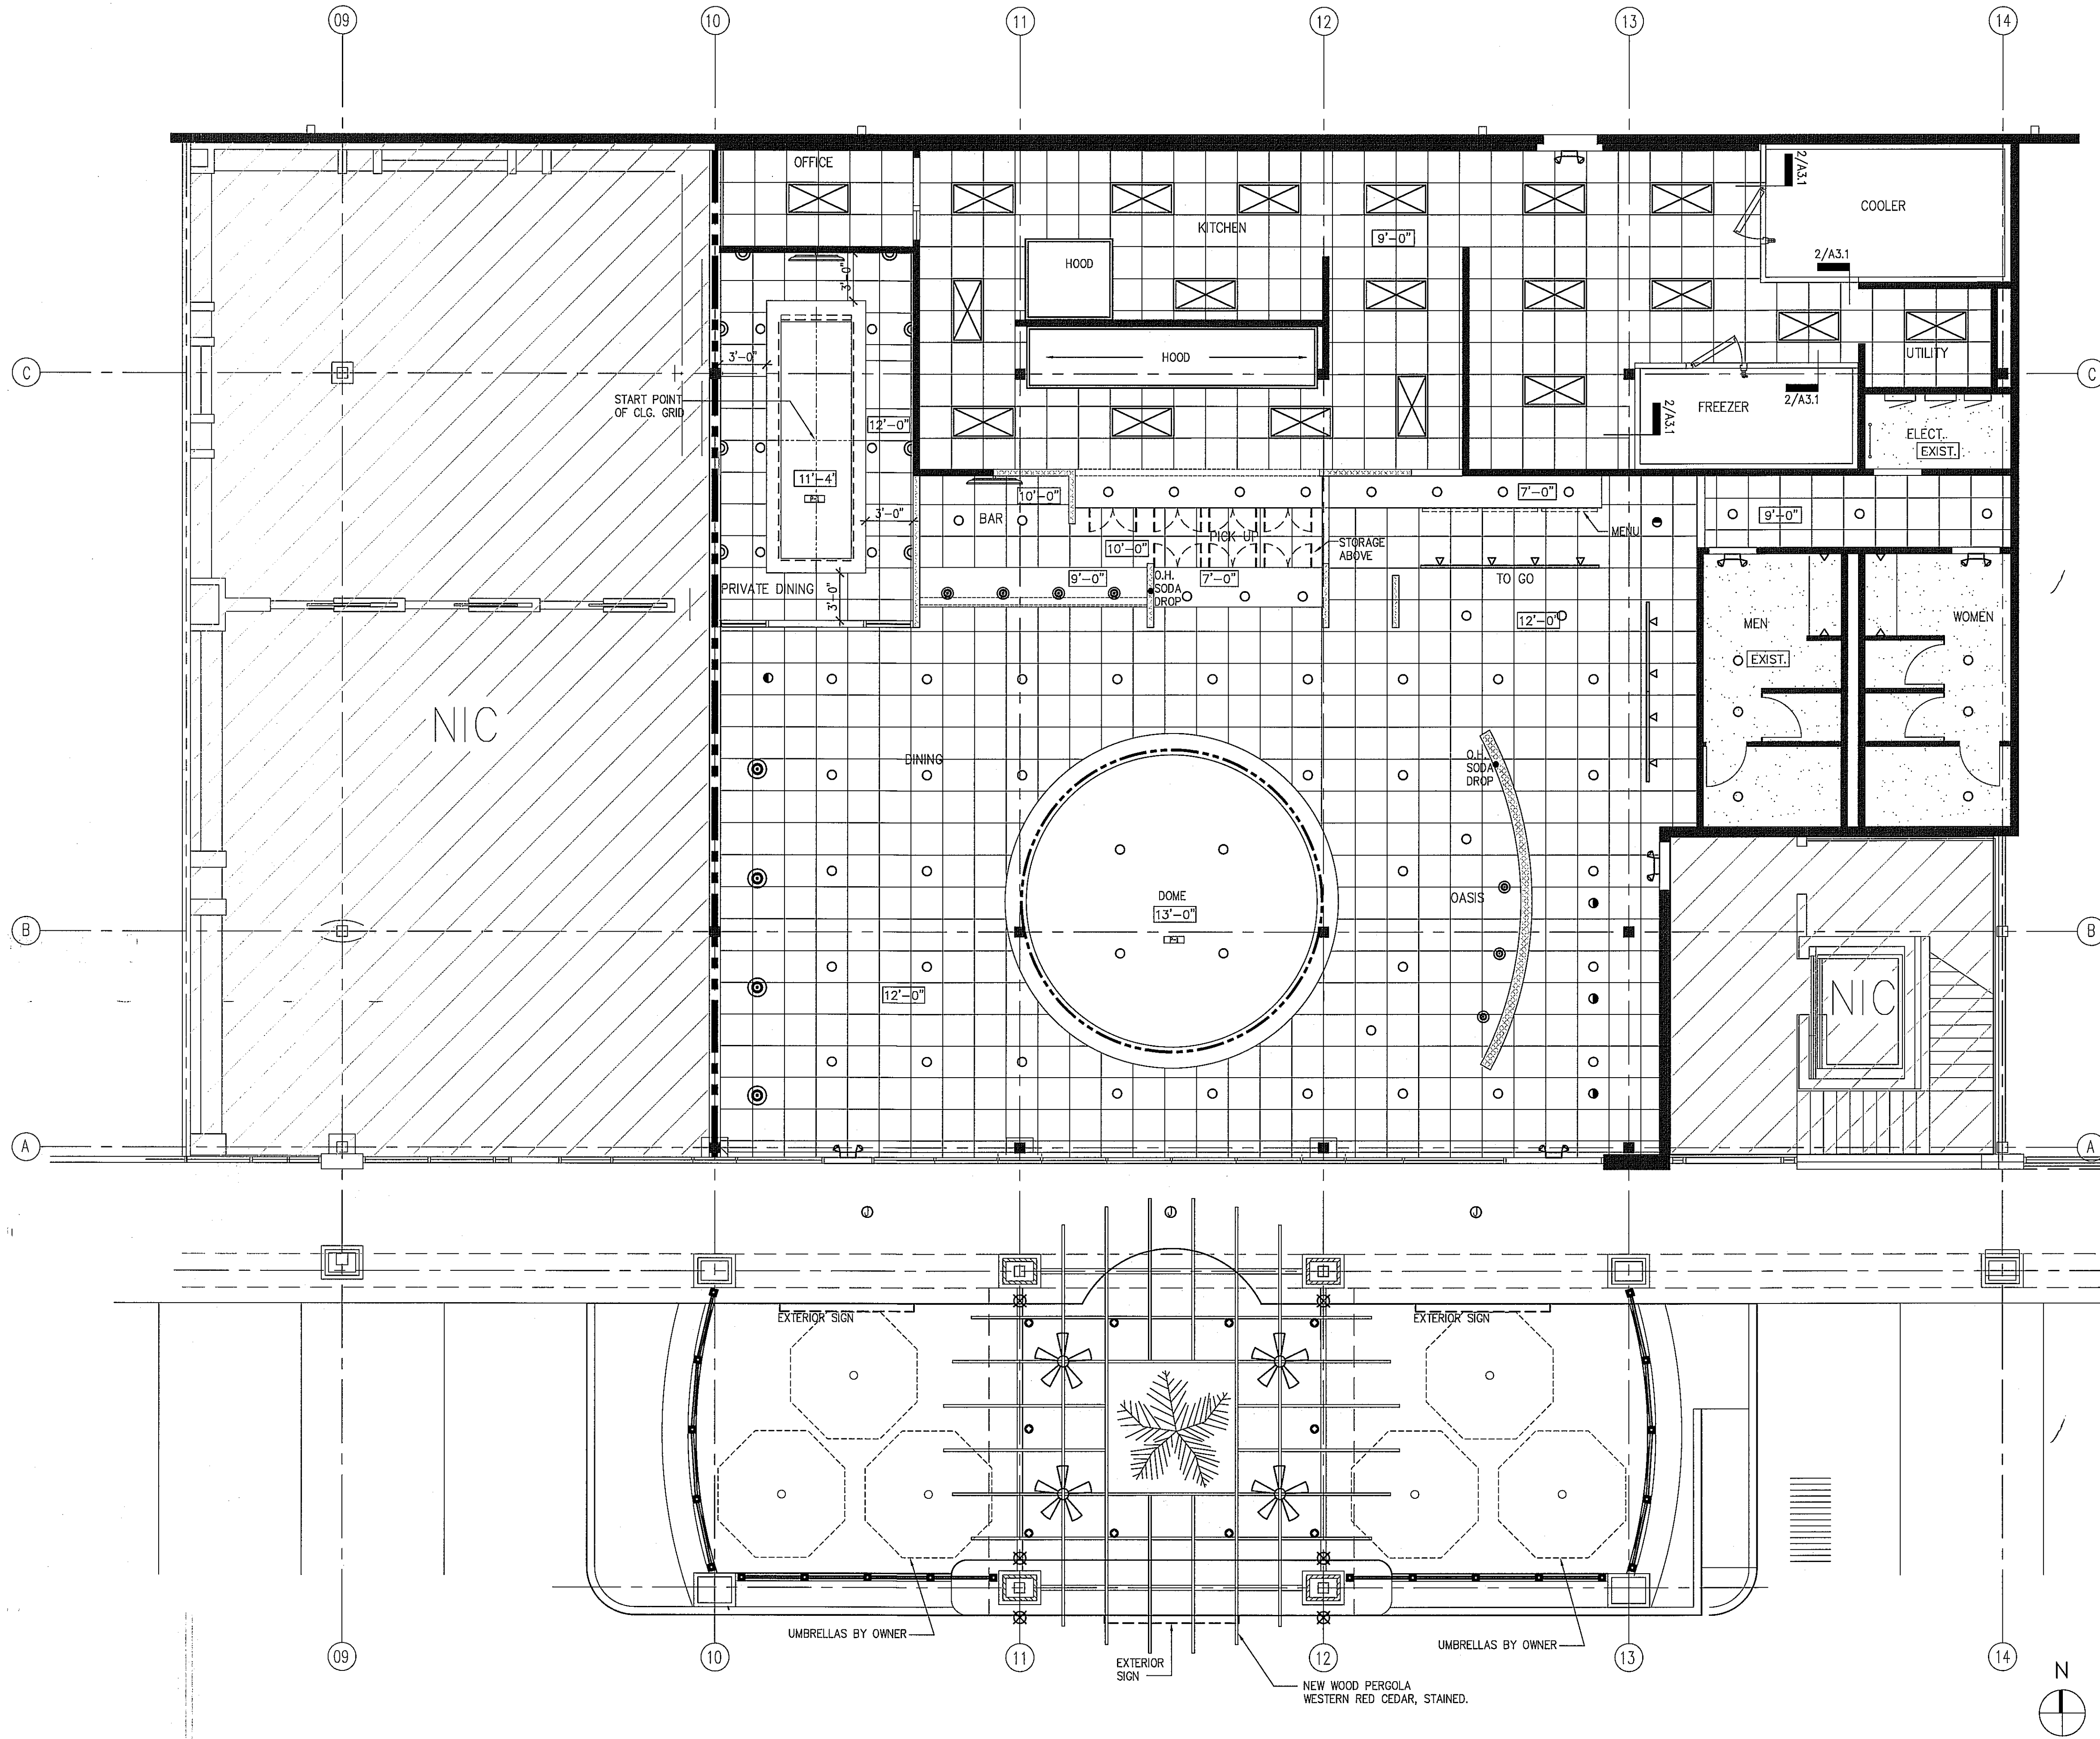 09
10
11
12
13
14
OFFICE
2/A3.1
COOLER
KITCHEN
9'-0"
HOOD
2/A3.1
3'-0"
HOOD
UTILITY
C
C
3'-0"
START POINT
OF CLG. GRID
12'-0"
FREEZER
2/A3.1
2/A3.1
ELECT.
EXIST.
11'-4"
10'-0"
7'-0"
3'-0"
BAR
9'-0"
MENU
PICK-UP
10'-0"
STORAGE
ABOVE
9'-0"
O.H.
SODA
DROP
7'-0"
TO GO
PRIVATE DINING
3'-0"
12'-0"
MEN
WOMEN
EXIST.
NIC
DINING
O.H.
SODA
DROP
DOME
13'-0"
OASIS
B
B
12'-0"
NIC
A
A
J
J
J
EXTERIOR SIGN
EXTERIOR SIGN
UMBRELLAS BY OWNER
UMBRELLAS BY OWNER
09
10
11
12
13
14
EXTERIOR
SIGN
NEW WOOD PERGOLA
WESTERN RED CEDAR, STAINED.
N